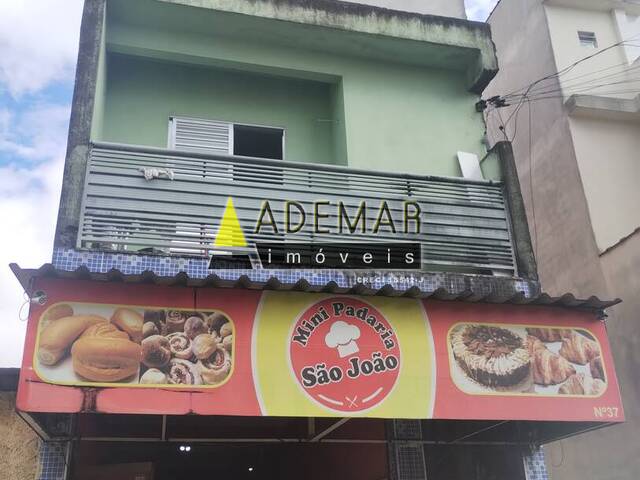 ADEMAR
imóveis
Mini Padaria
São João
Nº37